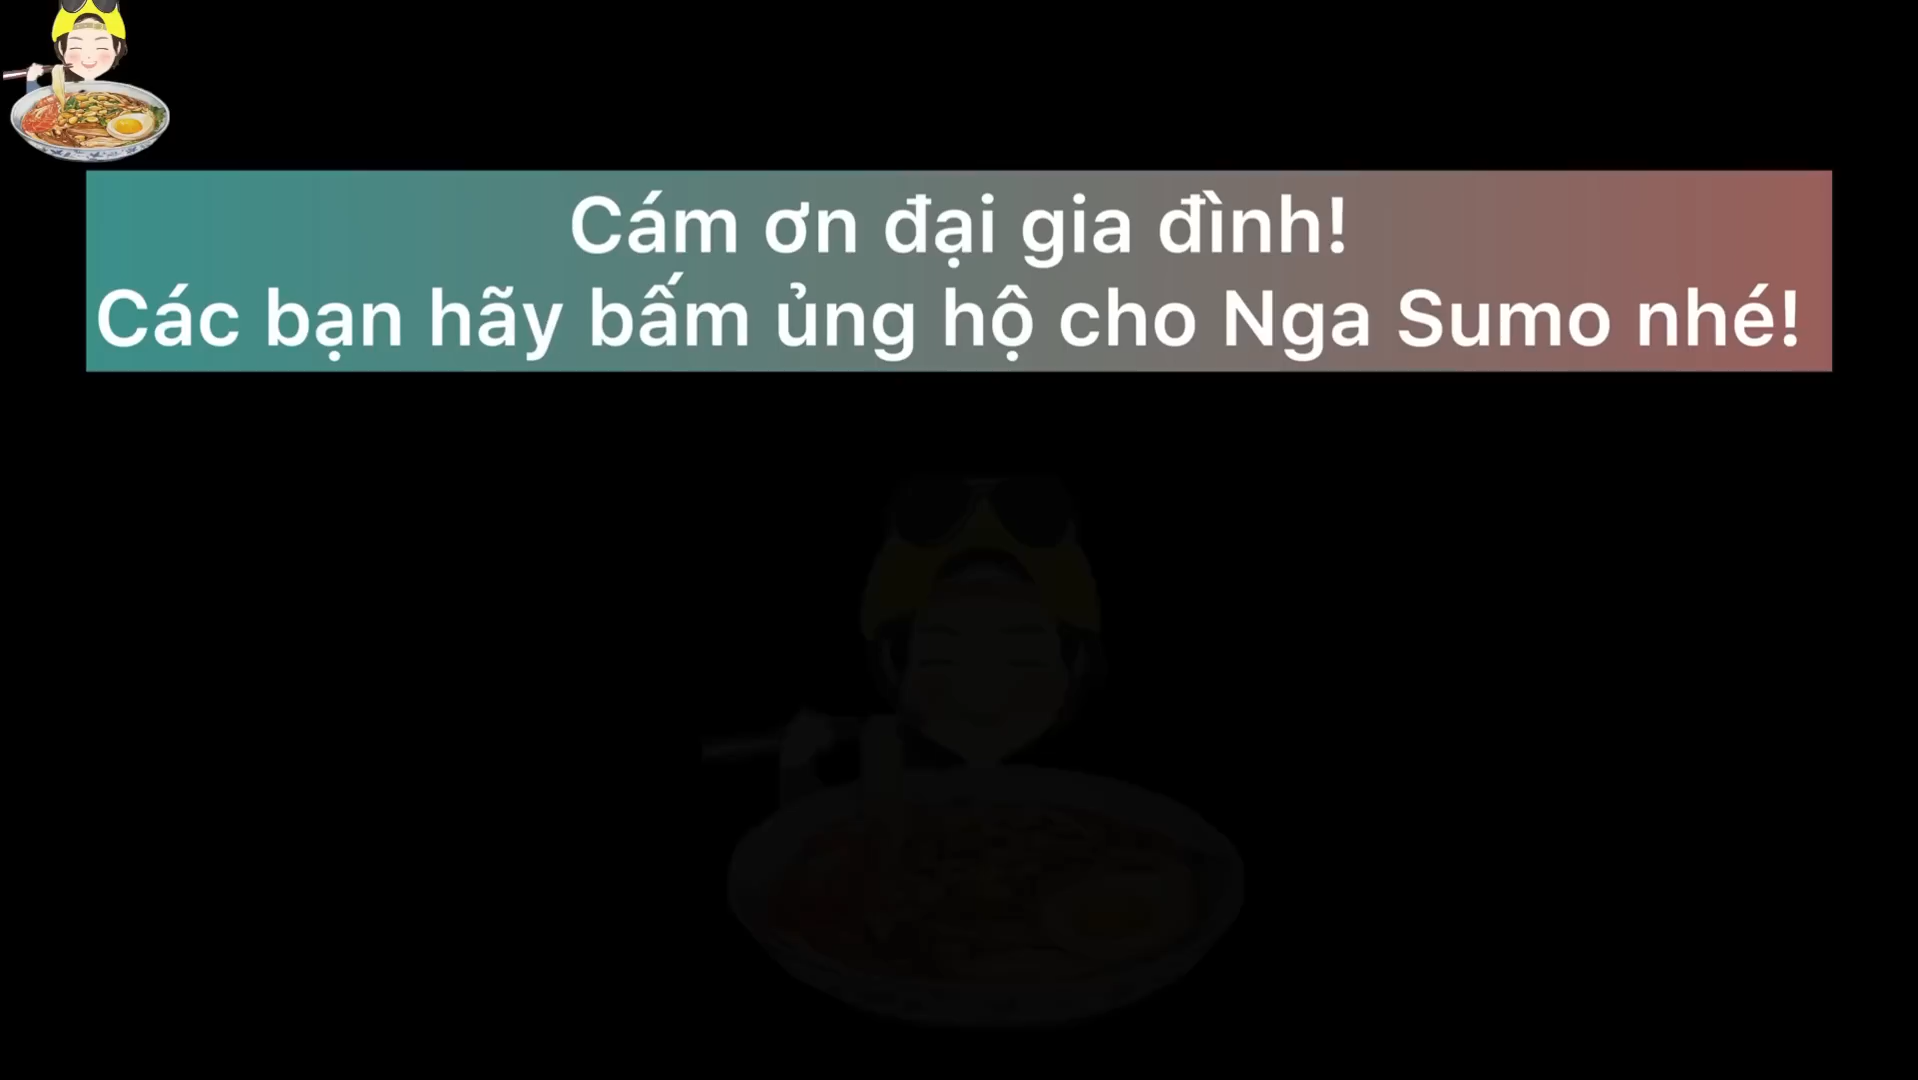 Cám ơn đại gia đình!
Các bạn hãy bấm ủng hộ cho Nga Sumo nhé!